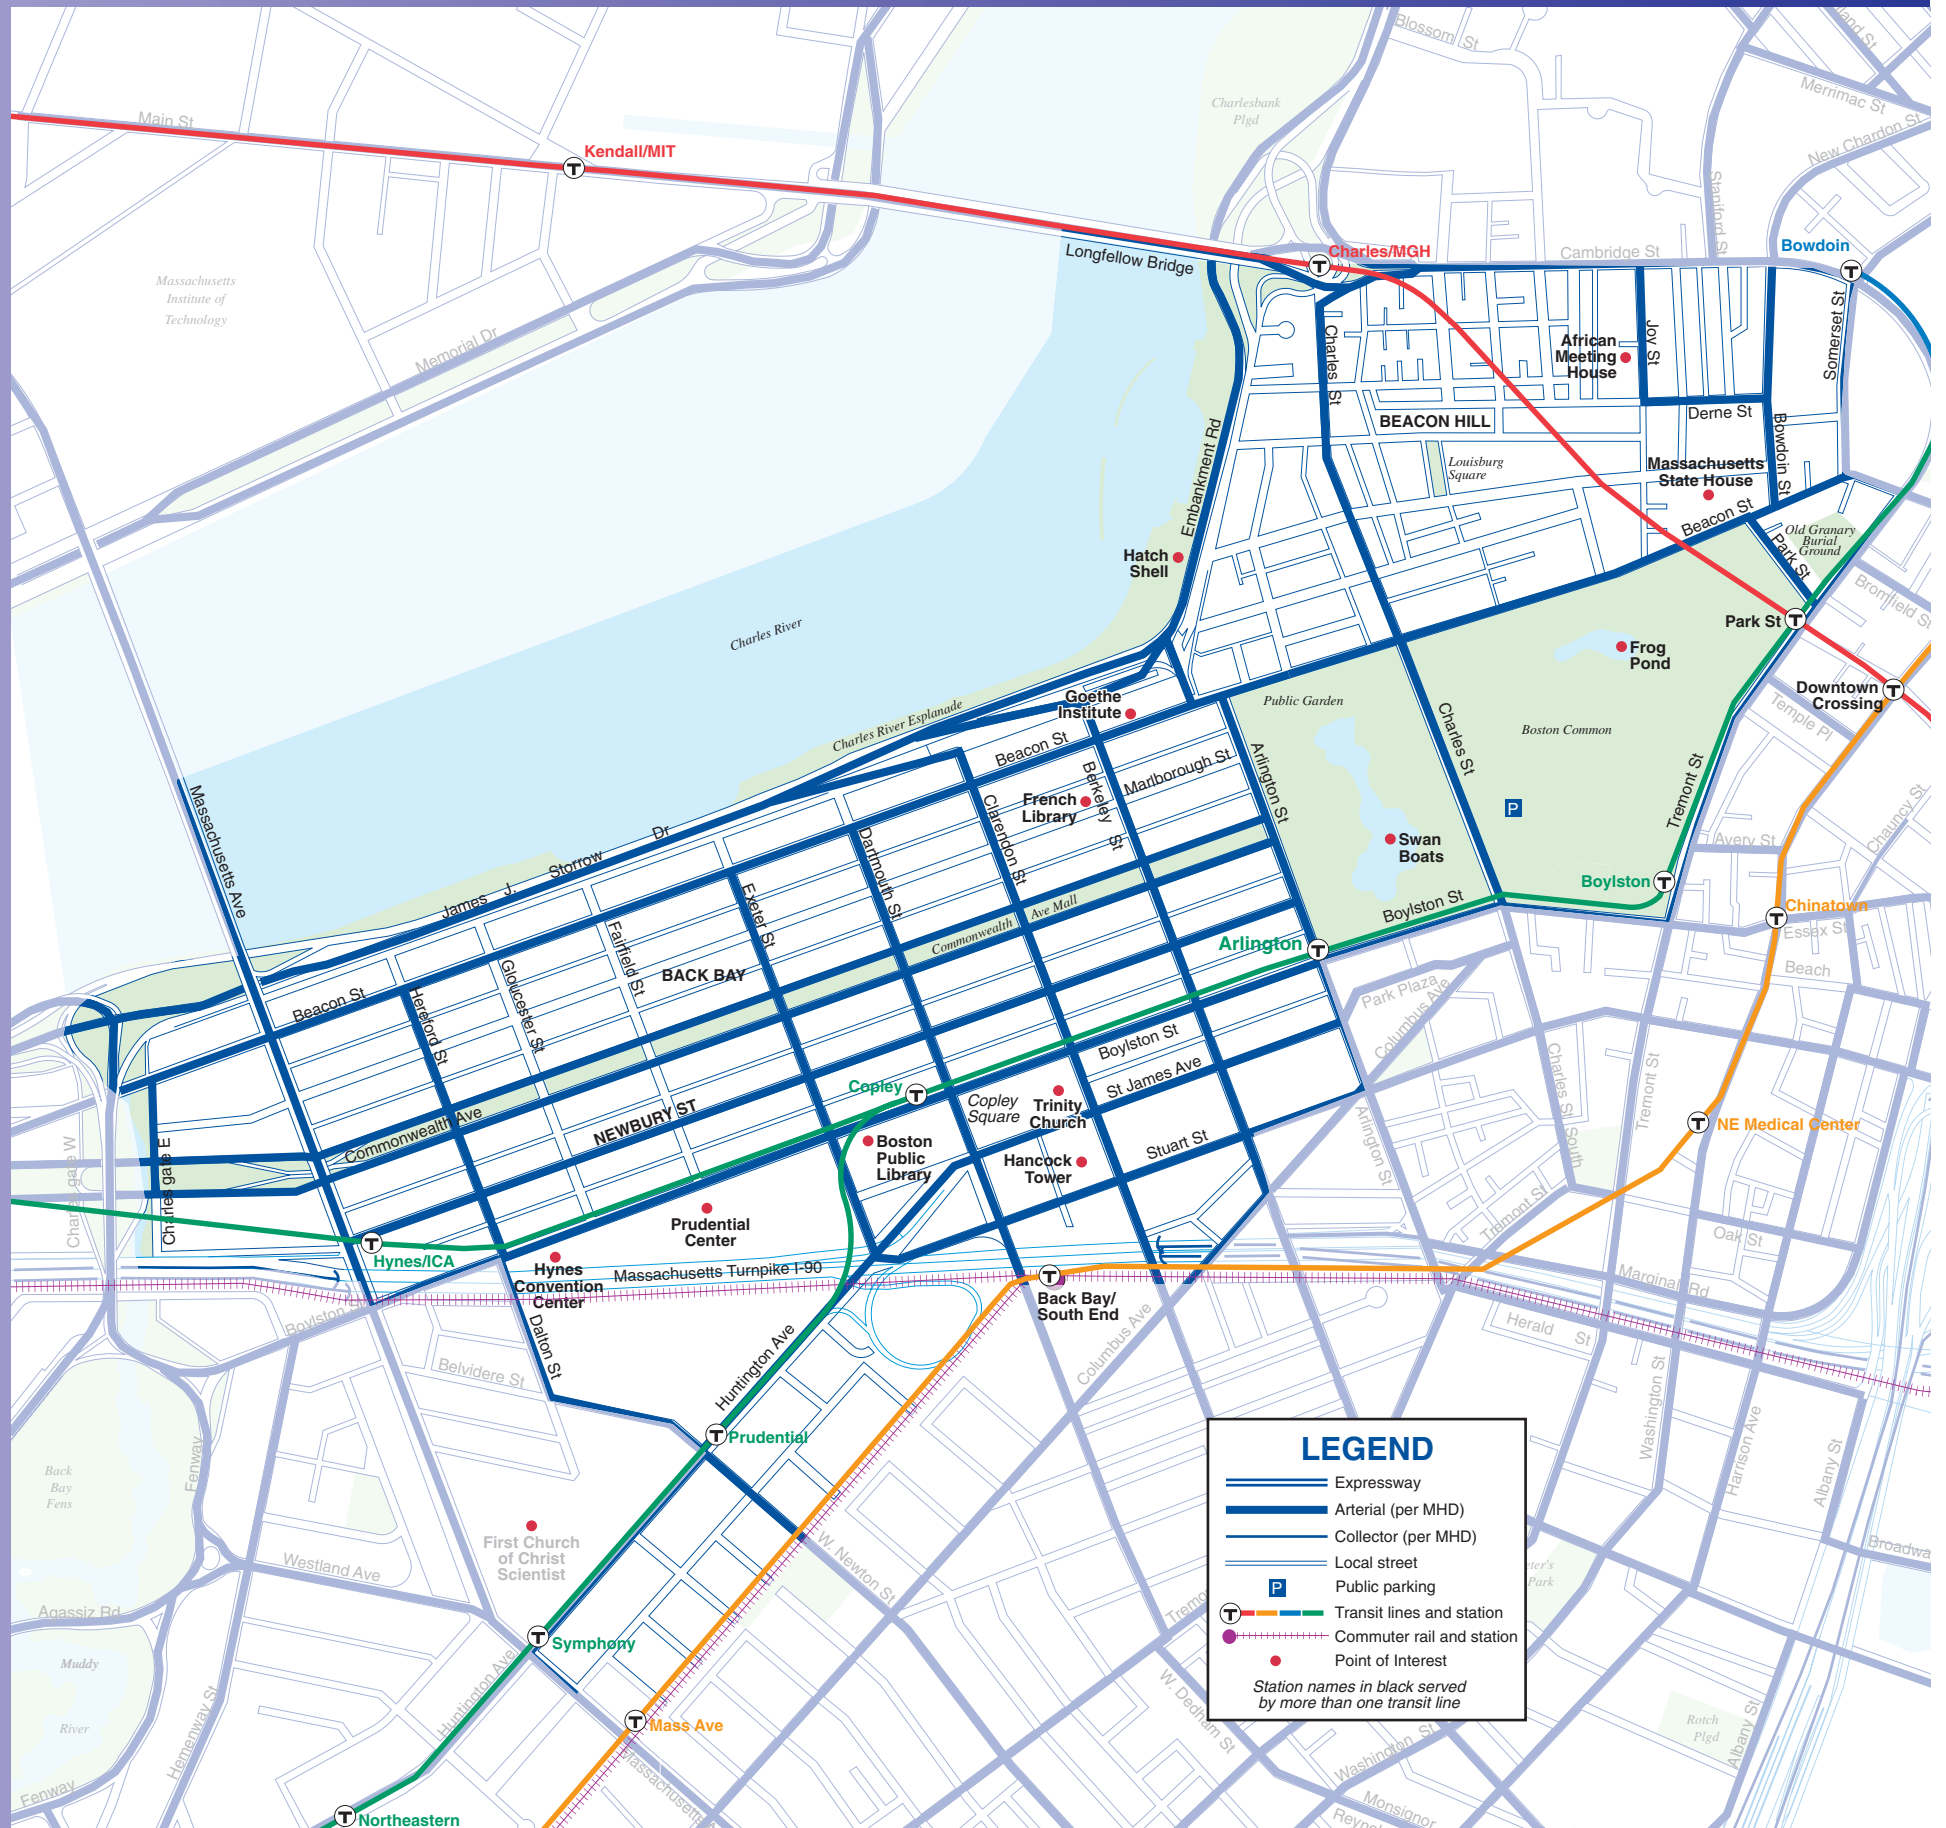 Blossom St
Merrimac St
New Chardon St
Charlesbank
Plgd
Main St
Kendall/MIT
Staniford St
Longfellow Bridge
Charles/MGH
Cambridge St
Bowdoin
Massachusetts
Institute of
Technology
Memorial Dr
Charles St
African
Meeting
House
Joy St
Somerset St
Derne St
BEACON HILL
Bowdoin St
Louisburg
Square
Massachusetts
State House
Embankment Rd
Beacon St
Old Granary
Burial
Ground
Park St
Hatch
Shell
Bromfield St
Charles River
Park St
Frog
Pond
Downtown
Crossing
Temple Pl
Goethe
Institute
Public Garden
Boston Common
Charles St
Charles River Esplanade
Beacon St
Marlborough St
Berkeley St
Arlington St
French
Library
Clarendon St
Tremont St
P
Avery St
Chauncy St
Massachusetts Ave
James J. Storrow Dr
Dartmouth St
Swan
Boats
Boylston
Exeter St
Commonwealth Ave Mall
Boylston St
Chinatown
Essex St
Fairfield St
Arlington
Gloucester St
BACK BAY
Beach
Park Plaza
Columbus Ave
Beacon St
Hereford St
Boylston St
St James Ave
Charles St South
Tremont St
Copley
Copley
Square
Trinity
Church
Arlington St
NE Medical Center
Commonwealth Ave
NEWBURY ST
Boston
Public
Library
Stuart St
Hancock
Tower
Charles gate W
Charles gate E
Prudential
Center
Tremont St
Oak St
Hynes/ICA
Hynes
Convention
Center
Massachusetts Turnpike I-90
Marginal Rd
Back Bay/
South End
Herald St
Columbus Ave
Dalton St
Belvidere St
Huntington Ave
Washington St
Harrison Ave
Albany St
Prudential
Back
Bay
Fens
Fenway
First Church
of Christ
Scientist
Westland Ave
W. Newton St
Agassiz Rd
Symphony
Muddy
River
Huntington Ave
Hemenway St
Mass Ave
Fenway
Northeastern
W. Dedham St
Washington St
Monsignor
Rotch
Plgd
Albany St
LEGEND
Expressway
Arterial (per MHD)
Collector (per MHD)
Local street
P Public parking
T Transit lines and station
Commuter rail and station
Point of Interest
Station names in black served
by more than one transit line